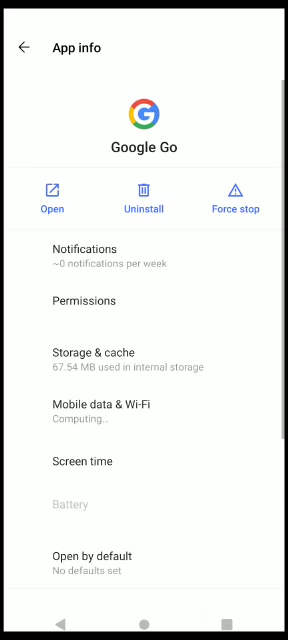 App info
Google Go
Open
Uninstall
Force stop
Notifications
~0 notifications per week
Permissions
Storage & cache
67.54 MB used in internal storage
Mobile data & Wi-Fi
Computing...
Screen time
Battery
Open by default
No defaults set